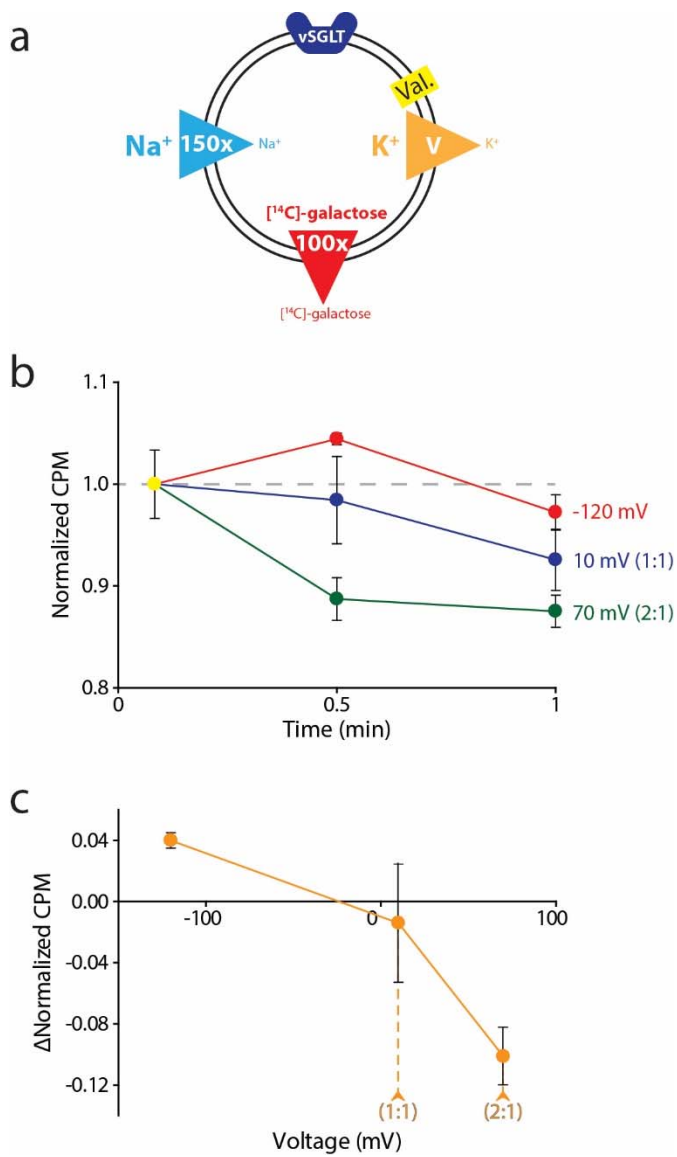 a
vSGLT
Val.
Na⁺ 150x Na⁺
K⁺ V K⁺
[¹⁴C]-galactose
100x
[¹⁴C]-galactose
b
1.1
1.0
0.9
0.8
Normalized CPM
-120 mV
10 mV (1:1)
70 mV (2:1)
0 0.5 1
Time (min)
c
0.04
0.00
-0.04
-0.08
-0.12
ΔNormalized CPM
-100 0 100
(1:1) (2:1)
Voltage (mV)